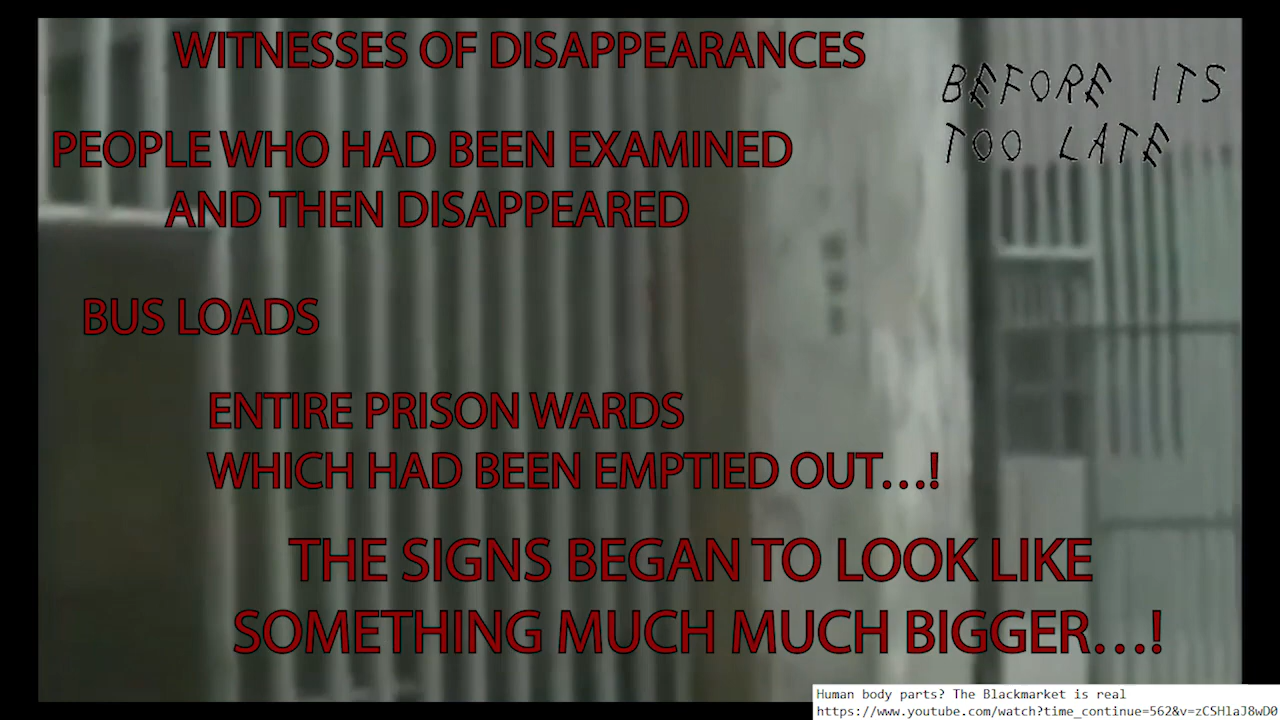 WITNESSES OF DISAPPEARANCES
BEFORE ITS
TOO LATE
PEOPLE WHO HAD BEEN EXAMINED
AND THEN DISAPPEARED
BUS LOADS
ENTIRE PRISON WARDS
WHICH HAD BEEN EMPTIED OUT...!
THE SIGNS BEGAN TO LOOK LIKE
SOMETHING MUCH MUCH BIGGER...!
Human body parts? The Blackmarket is real
https://www.youtube.com/watch?time_continue=562&v=zCSHlaJ8wD0